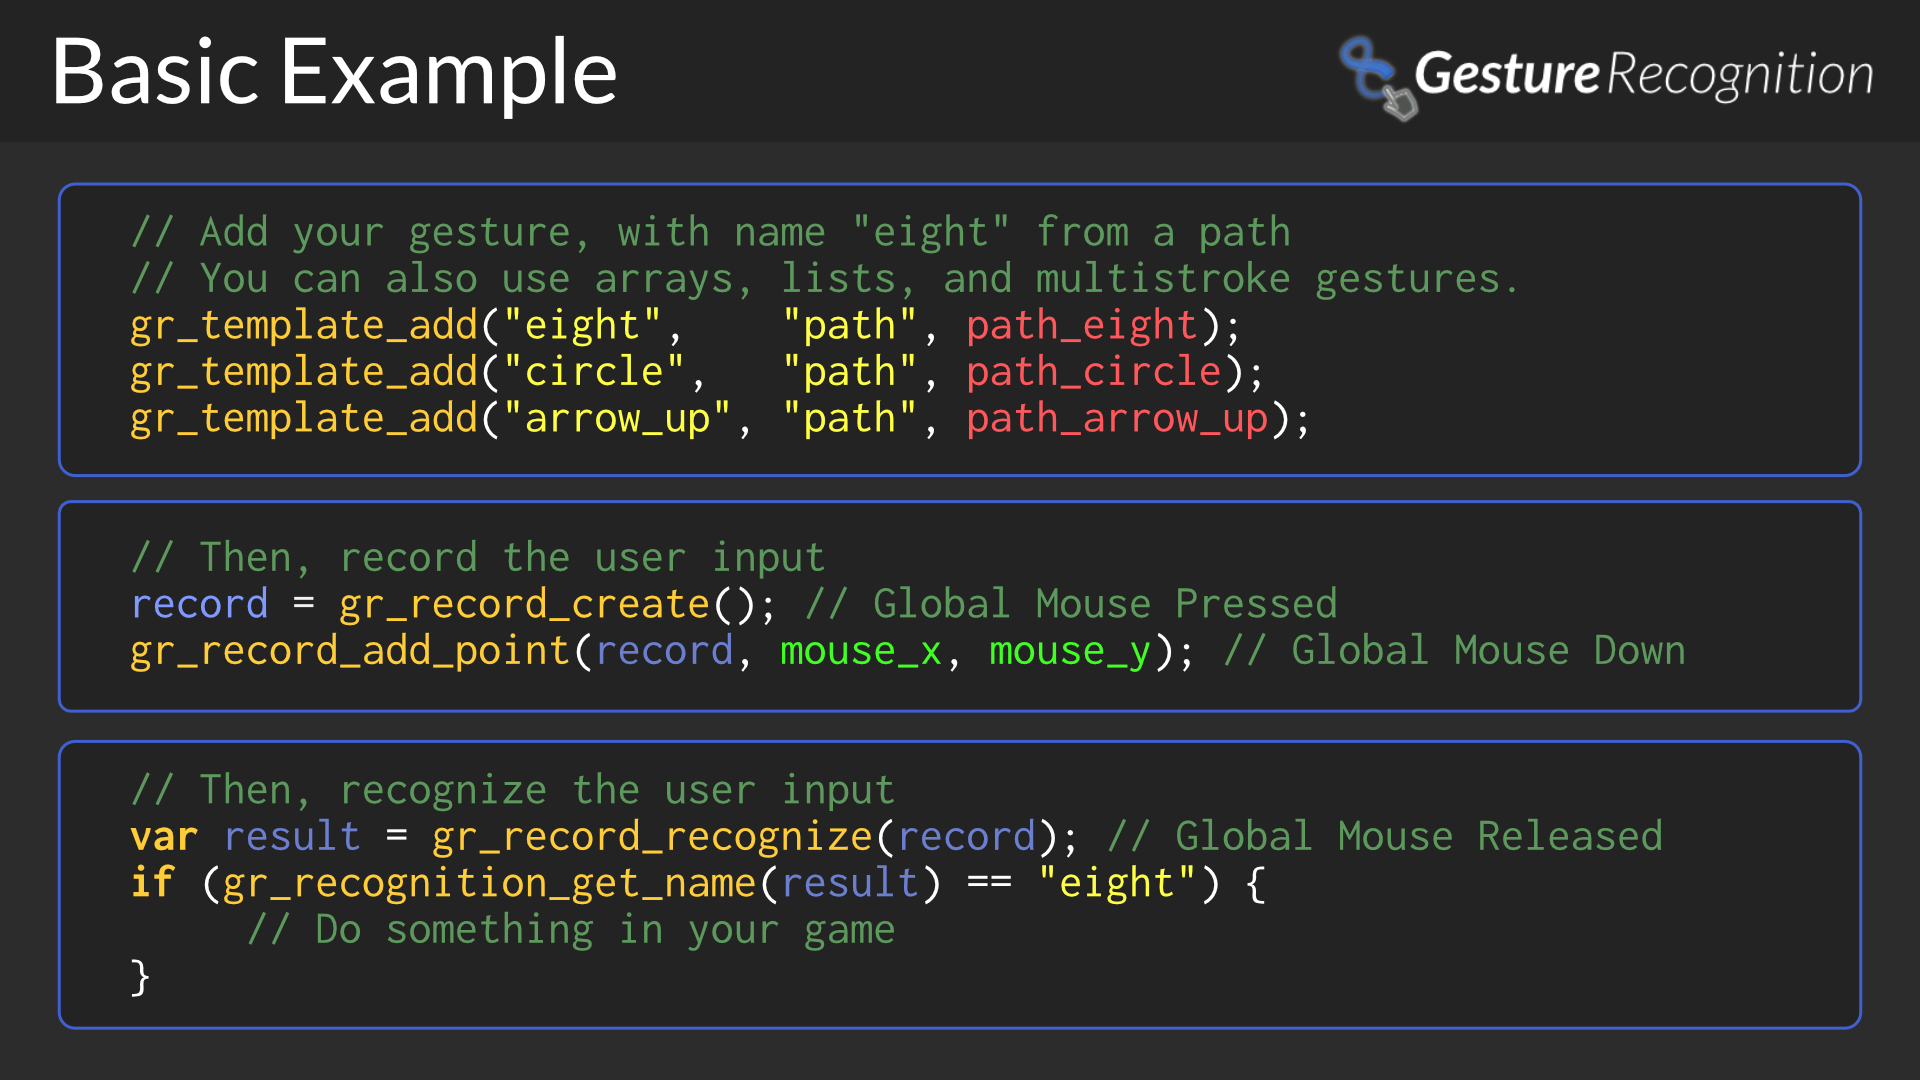 Basic Example
Gesture Recognition
// Add your gesture, with name "eight" from a path
// You can also use arrays, lists, and multistroke gestures.
gr_template_add("eight",    "path", path_eight);
gr_template_add("circle",   "path", path_circle);
gr_template_add("arrow_up", "path", path_arrow_up);
// Then, record the user input
record = gr_record_create(); // Global Mouse Pressed
gr_record_add_point(record, mouse_x, mouse_y); // Global Mouse Down
// Then, recognize the user input
var result = gr_record_recognize(record); // Global Mouse Released
if (gr_recognition_get_name(result) == "eight") {
     // Do something in your game
}